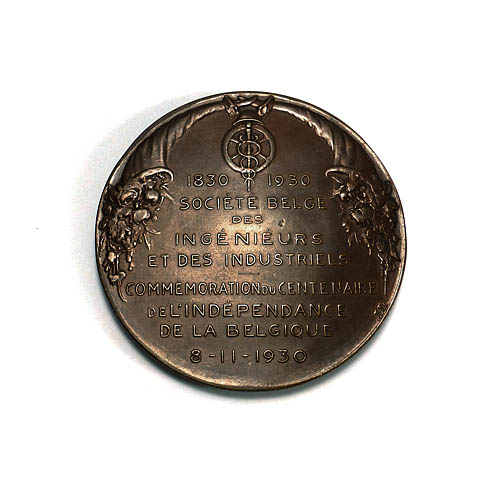 1830 1930
SOCIÉTÉ BELGE
DES
INGÉNIEURS
ET DES INDUSTRIELS
COMMÉMORATION DU CENTENAIRE
DE L'INDÉPENDANCE
DE LA BELGIQUE
8-11-1930